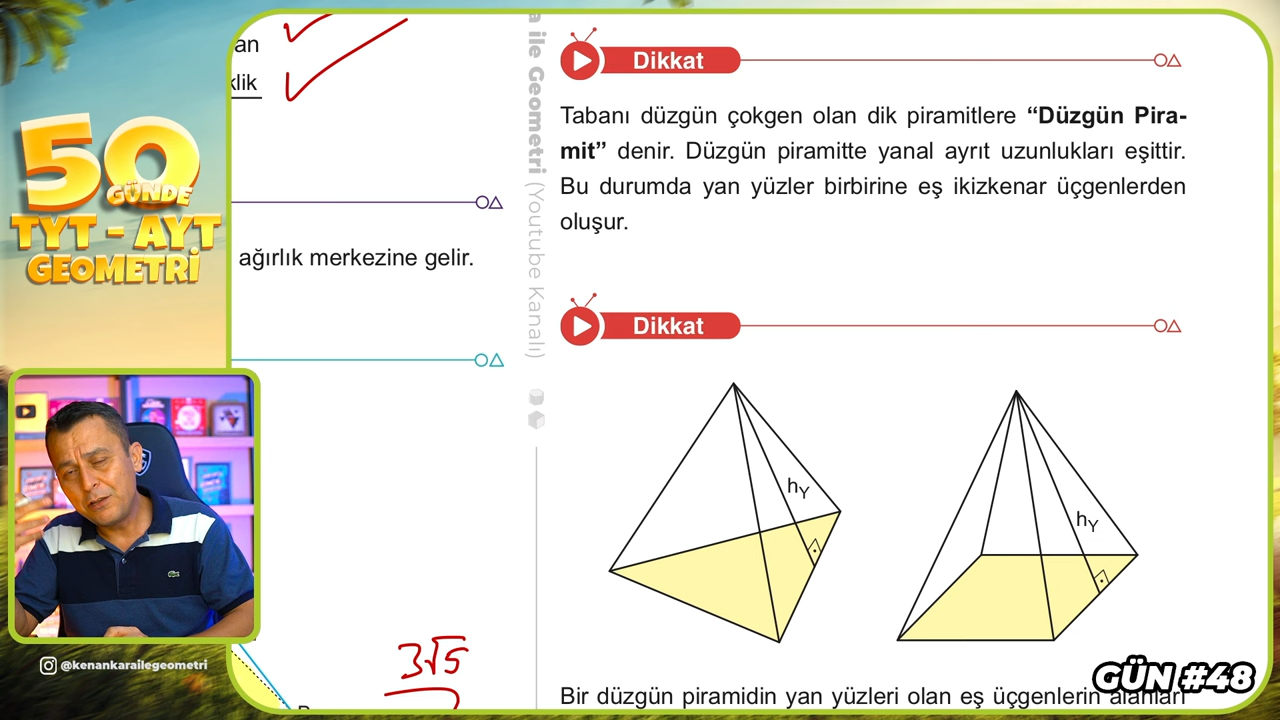 50
GÜNDE
TYT - AYT
GEOMETRİ
@kenankarailegeometri
an
klik
ağırlık merkezine gelir.
3√5
a ile Geometri (Youtube Kanalı)
Dikkat
Tabanı düzgün çokgen olan dik piramitlere “Düzgün Pira-
mit” denir. Düzgün piramitte yanal ayrıt uzunlukları eşittir.
Bu durumda yan yüzler birbirine eş ikizkenar üçgenlerden
oluşur.
Dikkat
hY
hY
Bir düzgün piramidin yan yüzleri olan eş üçgenlerin alanları
GÜN #48